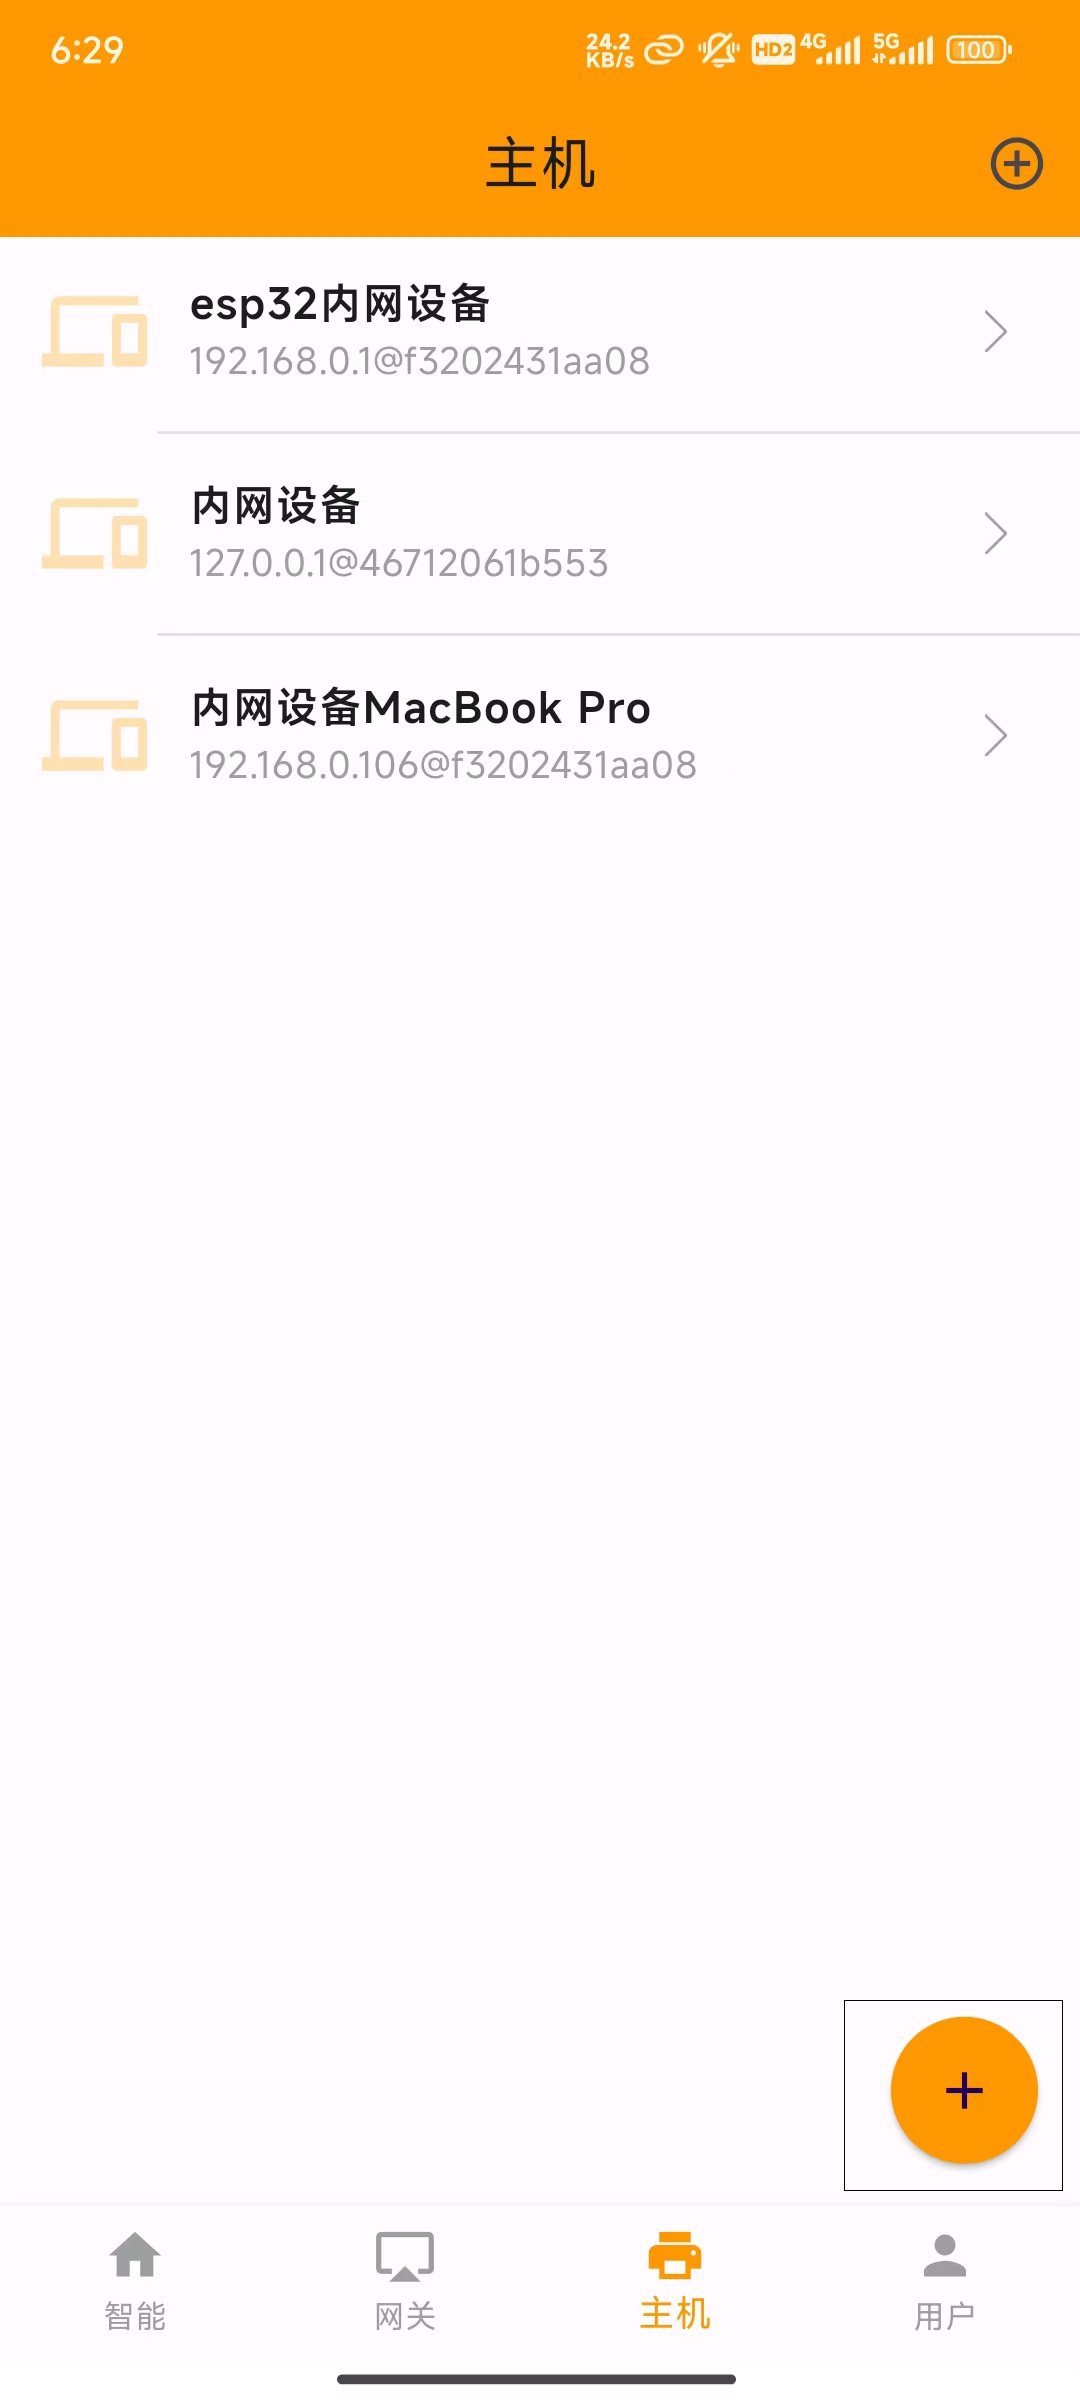 6:29
24.2 KB/s HD2 4G 5G 100
主机
esp32内网设备
192.168.0.1@f3202431aa08
内网设备
127.0.0.1@46712061b553
内网设备MacBook Pro
192.168.0.106@f3202431aa08
智能 网关 主机 用户